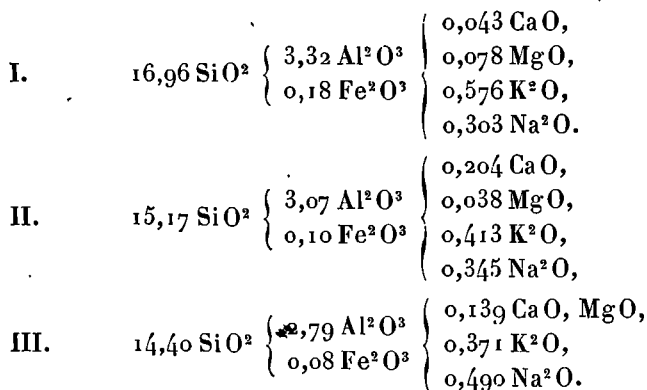 0,043 CaO,
I. 16,96 SiO² { 3,32 Al²O³ 0,078 MgO,
0,18 Fe²O³ 0,576 K²O,
0,303 Na²O.
0,204 CaO,
II. 15,17 SiO² { 3,07 Al²O³ 0,038 MgO,
0,10 Fe²O³ 0,413 K²O,
0,345 Na²O,
0,139 CaO, MgO,
III. 14,40 SiO² { 2,79 Al²O³ 0,371 K²O,
0,08 Fe²O³ 0,490 Na²O.